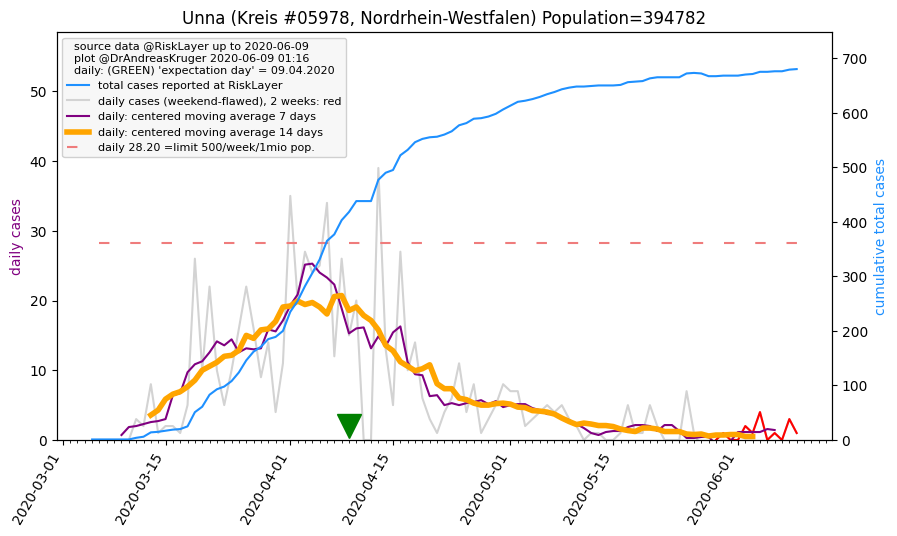 Unna (Kreis #05978, Nordrhein-Westfalen) Population=394782
source data @RiskLayer up to 2020-06-09
plot @DrAndreasKruger 2020-06-09 01:16
daily: (GREEN) 'expectation day' = 09.04.2020
total cases reported at RiskLayer
daily cases (weekend-flawed), 2 weeks: red
daily: centered moving average 7 days
daily: centered moving average 14 days
daily 28.20 =limit 500/week/1mio pop.
daily cases
50
40
30
20
10
0
700
600
500
400
300
200
100
0
cumulative total cases
2020-03-01
2020-03-15
2020-04-01
2020-04-15
2020-05-01
2020-05-15
2020-06-01